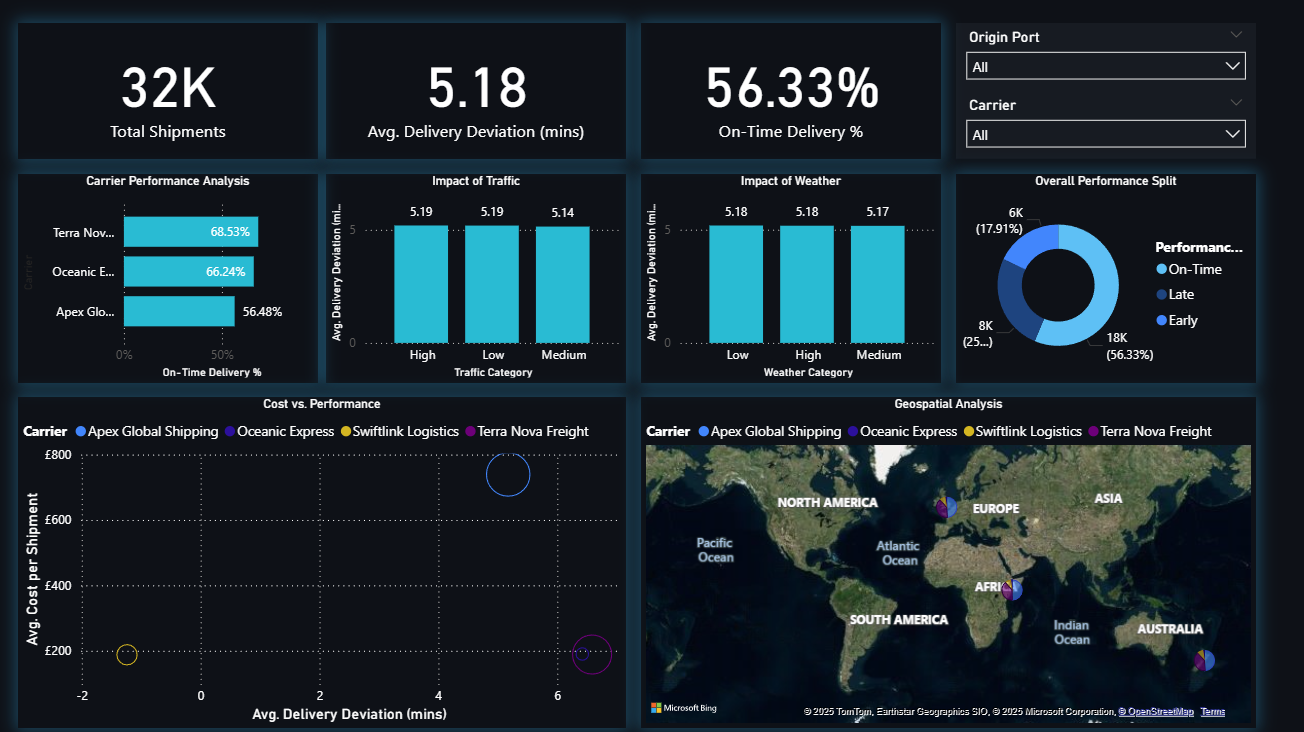 32K
Total Shipments
5.18
Avg. Delivery Deviation (mins)
56.33%
On-Time Delivery %
Origin Port
All
Carrier
All
Carrier Performance Analysis
Carrier
Terra Nov...
68.53%
Oceanic E...
66.24%
Apex Glo...
56.48%
0%
50%
On-Time Delivery %
Impact of Traffic
Avg. Delivery Deviation (mi...
5
0
5.19
5.19
5.14
High
Low
Medium
Traffic Category
Impact of Weather
Avg. Delivery Deviation (mi...
5
0
5.18
5.18
5.17
Low
High
Medium
Weather Category
Overall Performance Split
6K
(17.91%)
8K
(25...)
18K
(56.33%)
Performanc...
On-Time
Late
Early
Cost vs. Performance
Carrier
Apex Global Shipping
Oceanic Express
Swiftlink Logistics
Terra Nova Freight
Avg. Cost per Shipment
£800
£600
£400
£200
-2
0
2
4
6
Avg. Delivery Deviation (mins)
Geospatial Analysis
Carrier
Apex Global Shipping
Oceanic Express
Swiftlink Logistics
Terra Nova Freight
NORTH AMERICA
EUROPE
ASIA
Pacific
Ocean
Atlantic
Ocean
AFRI
SOUTH AMERICA
Indian
Ocean
AUSTRALIA
Microsoft Bing
© 2025 TomTom, Earthstar Geographics SIO, © 2025 Microsoft Corporation, © OpenStreetMap Terms